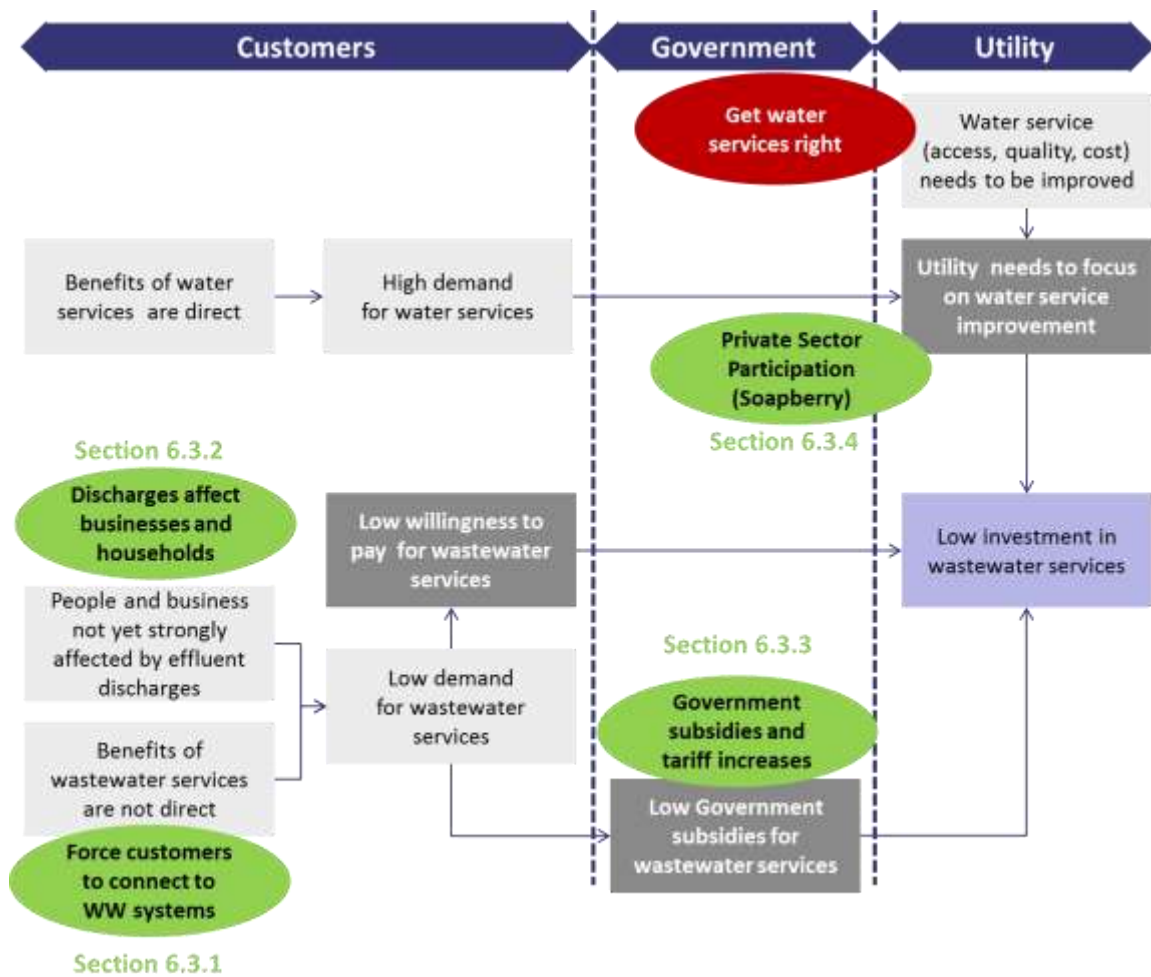 Customers
Government
Utility
Get water
services right
Water service
(access, quality, cost)
needs to be improved
Benefits of water
services are direct
High demand
for water services
Utility needs to focus
on water service
improvement
Private Sector
Participation
(Soapberry)
Section 6.3.4
Section 6.3.2
Discharges affect
businesses and
households
Low willingness to
pay for wastewater
services
Low investment in
wastewater services
People and business
not yet strongly
affected by effluent
discharges
Section 6.3.3
Low demand
for wastewater
services
Government
subsidies and
tariff increases
Benefits of
wastewater services
are not direct
Low Government
subsidies for
wastewater services
Force customers
to connect to
WW systems
Section 6.3.1